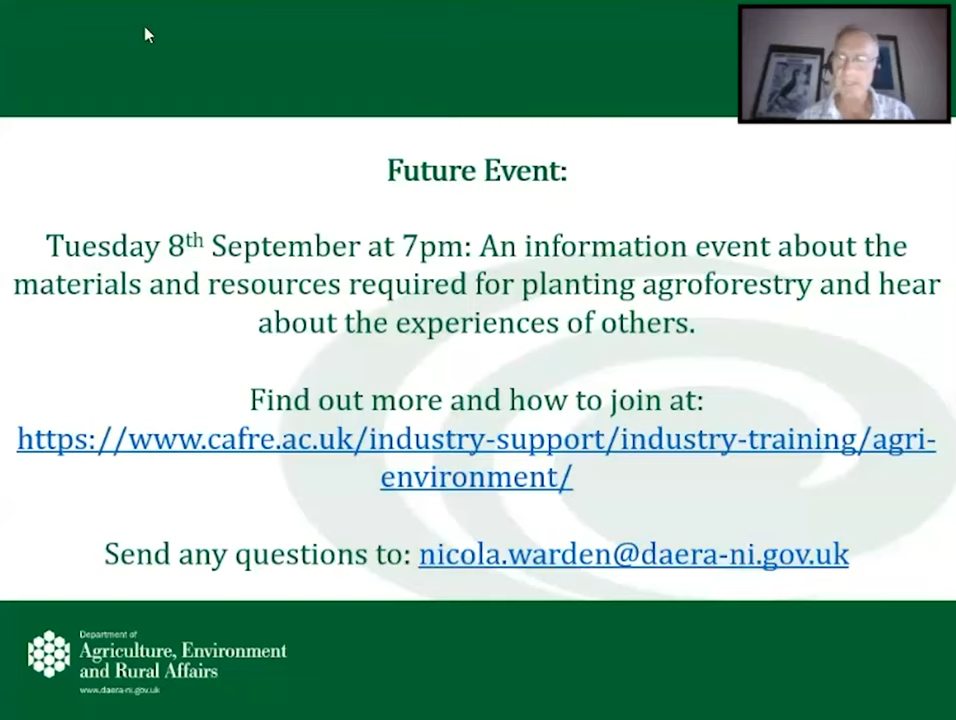 Future Event:
Tuesday 8th September at 7pm: An information event about the
materials and resources required for planting agroforestry and hear
about the experiences of others.
Find out more and how to join at:
https://www.cafre.ac.uk/industry-support/industry-training/agri-
environment/
Send any questions to: nicola.warden@daera-ni.gov.uk
Department of
Agriculture, Environment
and Rural Affairs
www.daera-ni.gov.uk